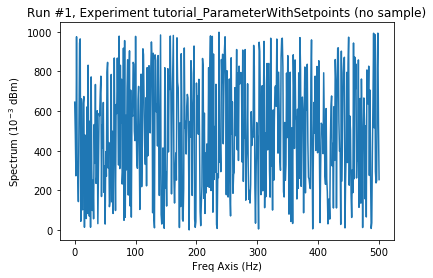 Run #1, Experiment tutorial_ParameterWithSetpoints (no sample)
1000
800
600
400
200
0
Spectrum (10⁻³ dBm)
0 100 200 300 400 500
Freq Axis (Hz)